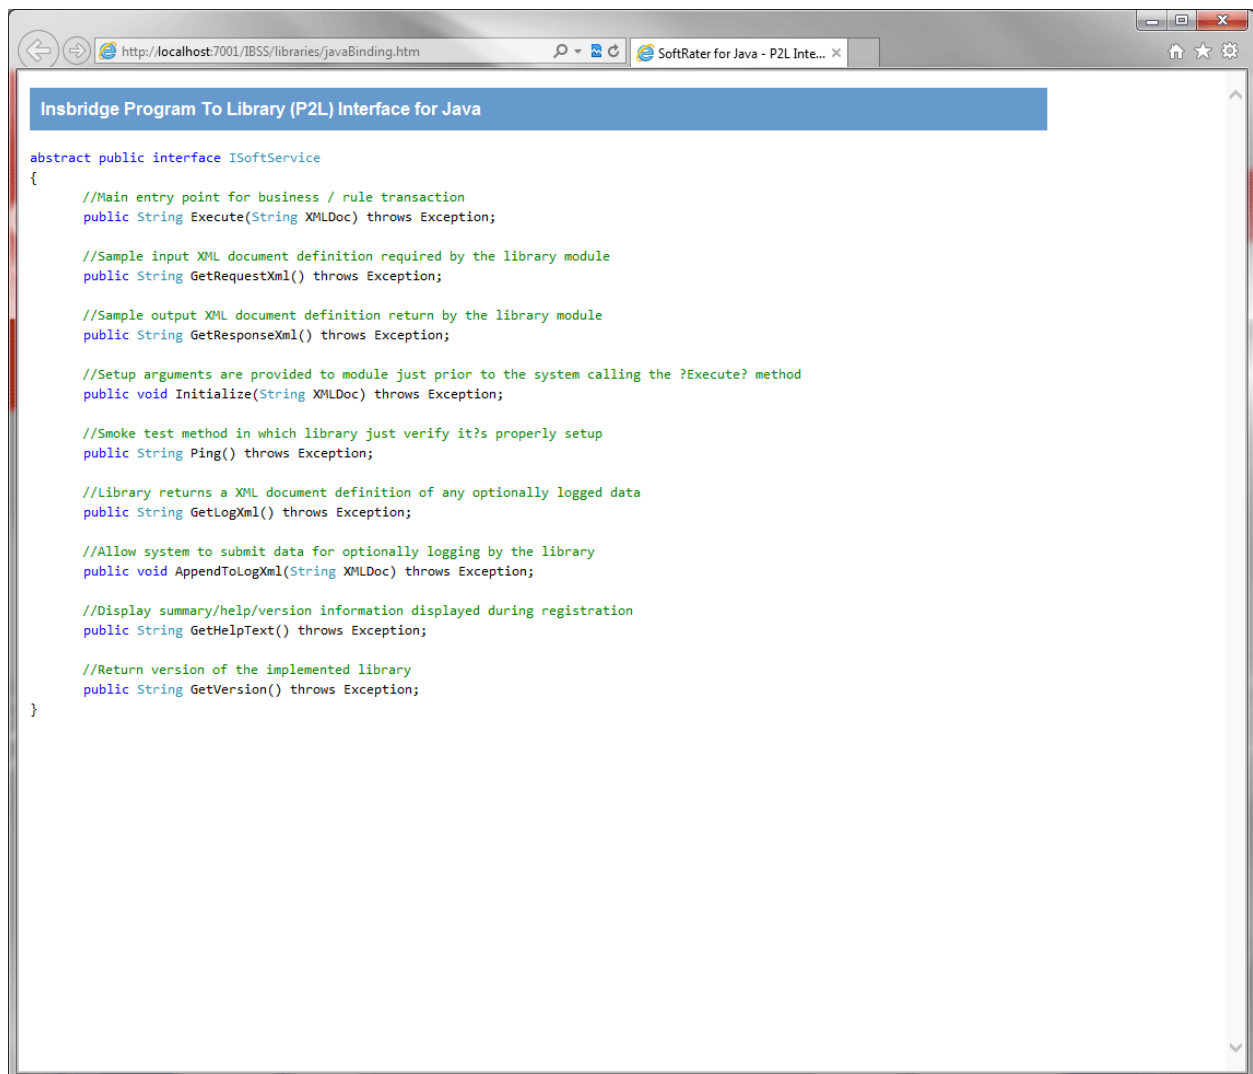 http://localhost:7001/IBSS/libraries/javaBinding.htm
SoftRater for Java - P2L Inte...
Insbridge Program To Library (P2L) Interface for Java
abstract public interface ISoftService
{
//Main entry point for business / rule transaction
public String Execute(String XMLDoc) throws Exception;
//Sample input XML document definition required by the library module
public String GetRequestXml() throws Exception;
//Sample output XML document definition return by the library module
public String GetResponseXml() throws Exception;
//Setup arguments are provided to module just prior to the system calling the ?Execute? method
public void Initialize(String XMLDoc) throws Exception;
//Smoke test method in which library just verify it?s properly setup
public String Ping() throws Exception;
//Library returns a XML document definition of any optionally logged data
public String GetLogXml() throws Exception;
//Allow system to submit data for optionally logging by the library
public void AppendToLogXml(String XMLDoc) throws Exception;
//Display summary/help/version information displayed during registration
public String GetHelpText() throws Exception;
//Return version of the implemented library
public String GetVersion() throws Exception;
}